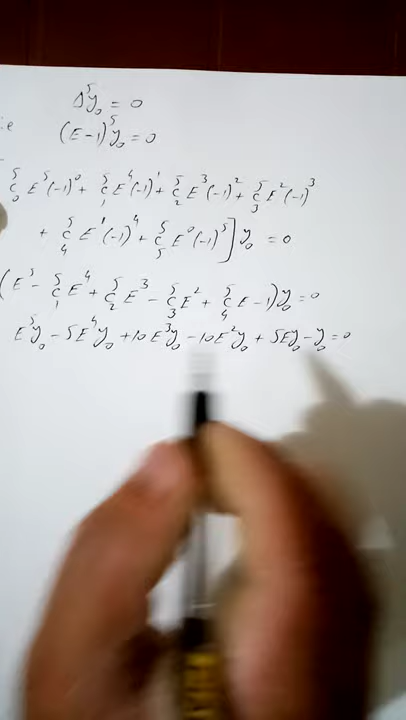 Δ⁵y₀ = 0
i.e (E-1)⁵y₀ = 0
⁵C₀ E⁵(-1)⁰ + ⁵C₁ E⁴(-1)¹ + ⁵C₂ E³(-1)² + ⁵C₃ E²(-1)³
+ ⁵C₄ E¹(-1)⁴ + ⁵C₅ E⁰(-1)⁵]y₀ = 0
(E⁵ - ⁵C₁ E⁴ + ⁵C₂ E³ - ⁵C₃ E² + ⁵C₄ E - 1)y₀ = 0
E⁵y₀ - 5E⁴y₀ + 10E³y₀ - 10E²y₀ + 5Ey₀ - y₀ = 0